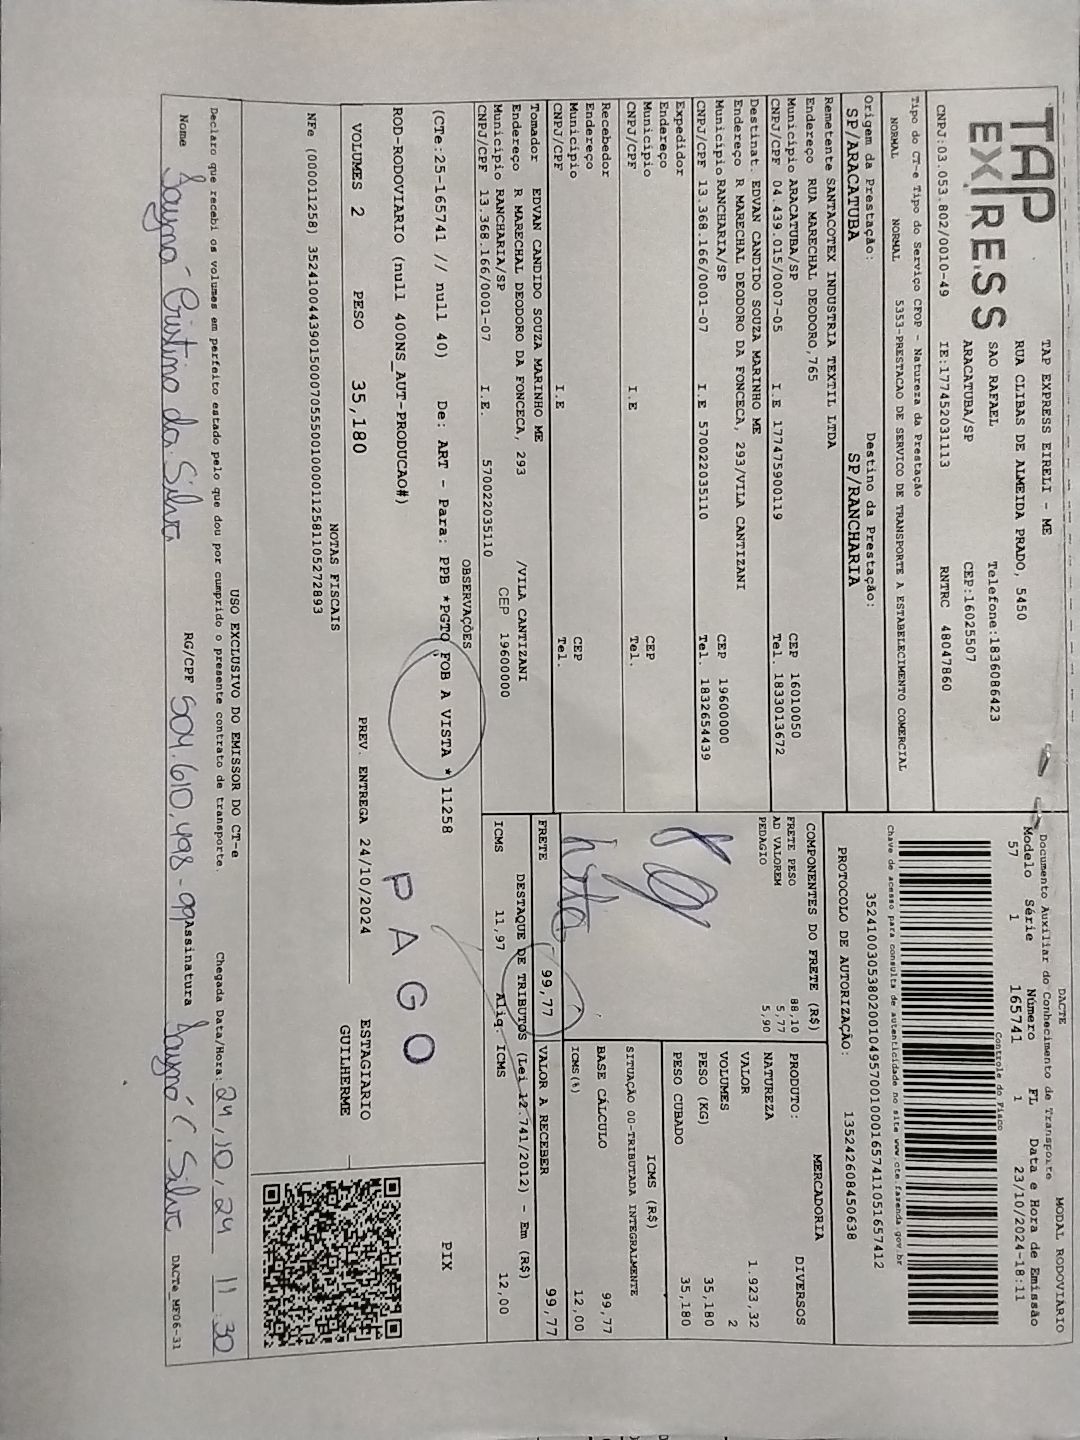 TAP
EXPRESS
TAP EXPRESS EIRELI - ME
RUA CLIBAS DE ALMEIDA PRADO, 5450
SAO RAFAEL Telefone:1836086423
ARACATUBA/SP CEP:16025507
CNPJ:03.053.802/0010-49 IE:177452031113 RNTRC 48047860
Tipo do CT-e Tipo do Serviço CFOP - Natureza da Prestação
NORMAL NORMAL 5353-PRESTACAO DE SERVICO DE TRANSPORTE A ESTABELECIMENTO COMERCIAL
Origem da Prestação: Destino da Prestação:
SP/ARACATUBA SP/RANCHARIA
Remetente SANTACOTEX INDUSTRIA TEXTIL LTDA
Endereço RUA MARECHAL DEODORO,765
Município ARACATUBA/SP CEP 16010050
CNPJ/CPF 04.439.015/0007-05 I.E 177475900119 Tel. 1833013672
Destinat. EDVAN CANDIDO SOUZA MARINHO ME
Endereço R MARECHAL DEODORO DA FONCECA, 293/VILA CANTIZANI
Município RANCHARIA/SP CEP 19600000
CNPJ/CPF 13.368.166/0001-07 I.E 570022035110 Tel. 1832654439
Expedidor
Endereço
Município CEP
CNPJ/CPF I.E Tel.
Recebedor
Endereço
Município CEP
CNPJ/CPF I.E Tel.
Tomador EDVAN CANDIDO SOUZA MARINHO ME
Endereço R MARECHAL DEODORO DA FONCECA, 293 /VILA CANTIZANI
Município RANCHARIA/SP CEP 19600000
CNPJ/CPF 13.368.166/0001-07 I.E. 570022035110
DACTE MODAL RODOVIÁRIO
Documento Auxiliar do Conhecimento de Transporte
Modelo Série Número FL Data e Hora de Emissão
57 1 165741 1 23/10/2024-18:11
Controle do Fisco
Chave de acesso para consulta de autenticidade no site www.cte.fazenda.gov.br
35241003053802001049570010001657411051657412
PROTOCOLO DE AUTORIZAÇÃO: 135242608450638
COMPONENTES DO FRETE (R$)
FRETE PESO 88,10
AD VALOREM 5,77
PEDAGIO 5,90
MERCADORIA
PRODUTO: DIVERSOS
NATUREZA
VALOR 1.923,32
VOLUMES 2
PESO (KG) 35,180
PESO CUBADO 35,180
ICMS (R$)
SITUAÇÃO 00-TRIBUTADA INTEGRALMENTE
BASE CÁLCULO 99,77
ICMS(%) 12,00
FRETE 99,77 VALOR A RECEBER 99,77
DESTAQUE DE TRIBUTOS (Lei 12.741/2012) - Em (R$)
ICMS 11,97 Aliq. ICMS 12,00
OBSERVAÇÕES
(CTe:25-165741 // null 40) De: ART - Para: PPB *PGTO FOB A VISTA * 11258
ROD-RODOVIARIO (null 400NS_AUT-PRODUCAO#)
PAGO
PIX
VOLUMES 2 PESO 35,180 PREV. ENTREGA 24/10/2024 ESTAGIARIO
GUILHERME
NOTAS FISCAIS
NFe (000011258) 35241004439015000705550010000112581105272893
USO EXCLUSIVO DO EMISSOR DO CT-e
Declaro que recebi os volumes em perfeito estado pelo que dou por cumprido o presente contrato de transporte. Chegada Data/Hora: 24/10/24 11:30
Nome Sayná Cristina da Silva RG/CPF 504.610.498-99 Assinatura Sayná C. Silva DACTe_MF06-31